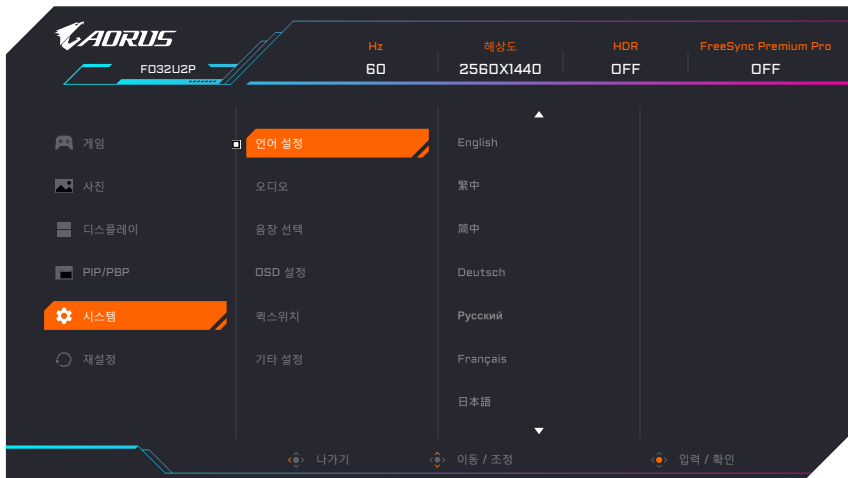 AORUS
FO32U2P
Hz
60
해상도
2560X1440
HDR
OFF
FreeSync Premium Pro
OFF
게임
사진
디스플레이
PIP/PBP
시스템
재설정
언어 설정
오디오
음장 선택
OSD 설정
퀵스위치
기타 설정
English
繁中
简中
Deutsch
Русский
Français
日本語
나가기
이동 / 조정
입력 / 확인